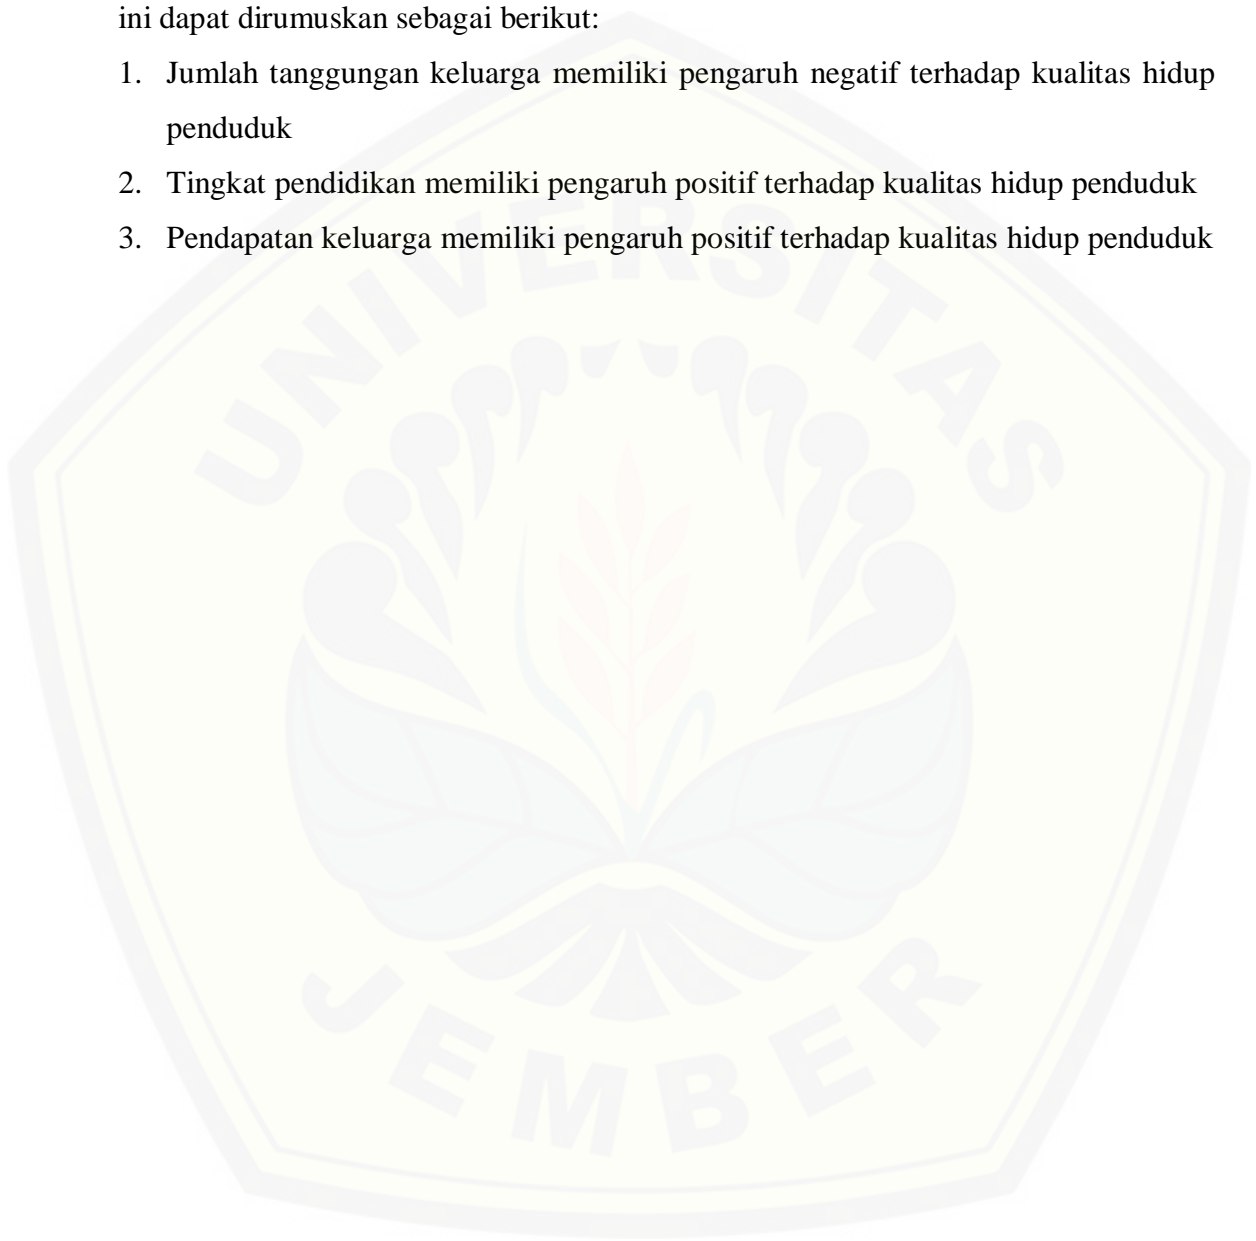 ini dapat dirumuskan sebagai berikut:
1. Jumlah tanggungan keluarga memiliki pengaruh negatif terhadap kualitas hidup
penduduk
2. Tingkat pendidikan memiliki pengaruh positif terhadap kualitas hidup penduduk
3. Pendapatan keluarga memiliki pengaruh positif terhadap kualitas hidup penduduk
UNIVERSITAS
JEMBER